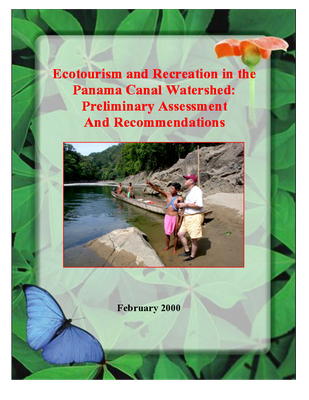 Ecotourism and Recreation in the
Panama Canal Watershed:
Preliminary Assessment
And Recommendations
February 2000